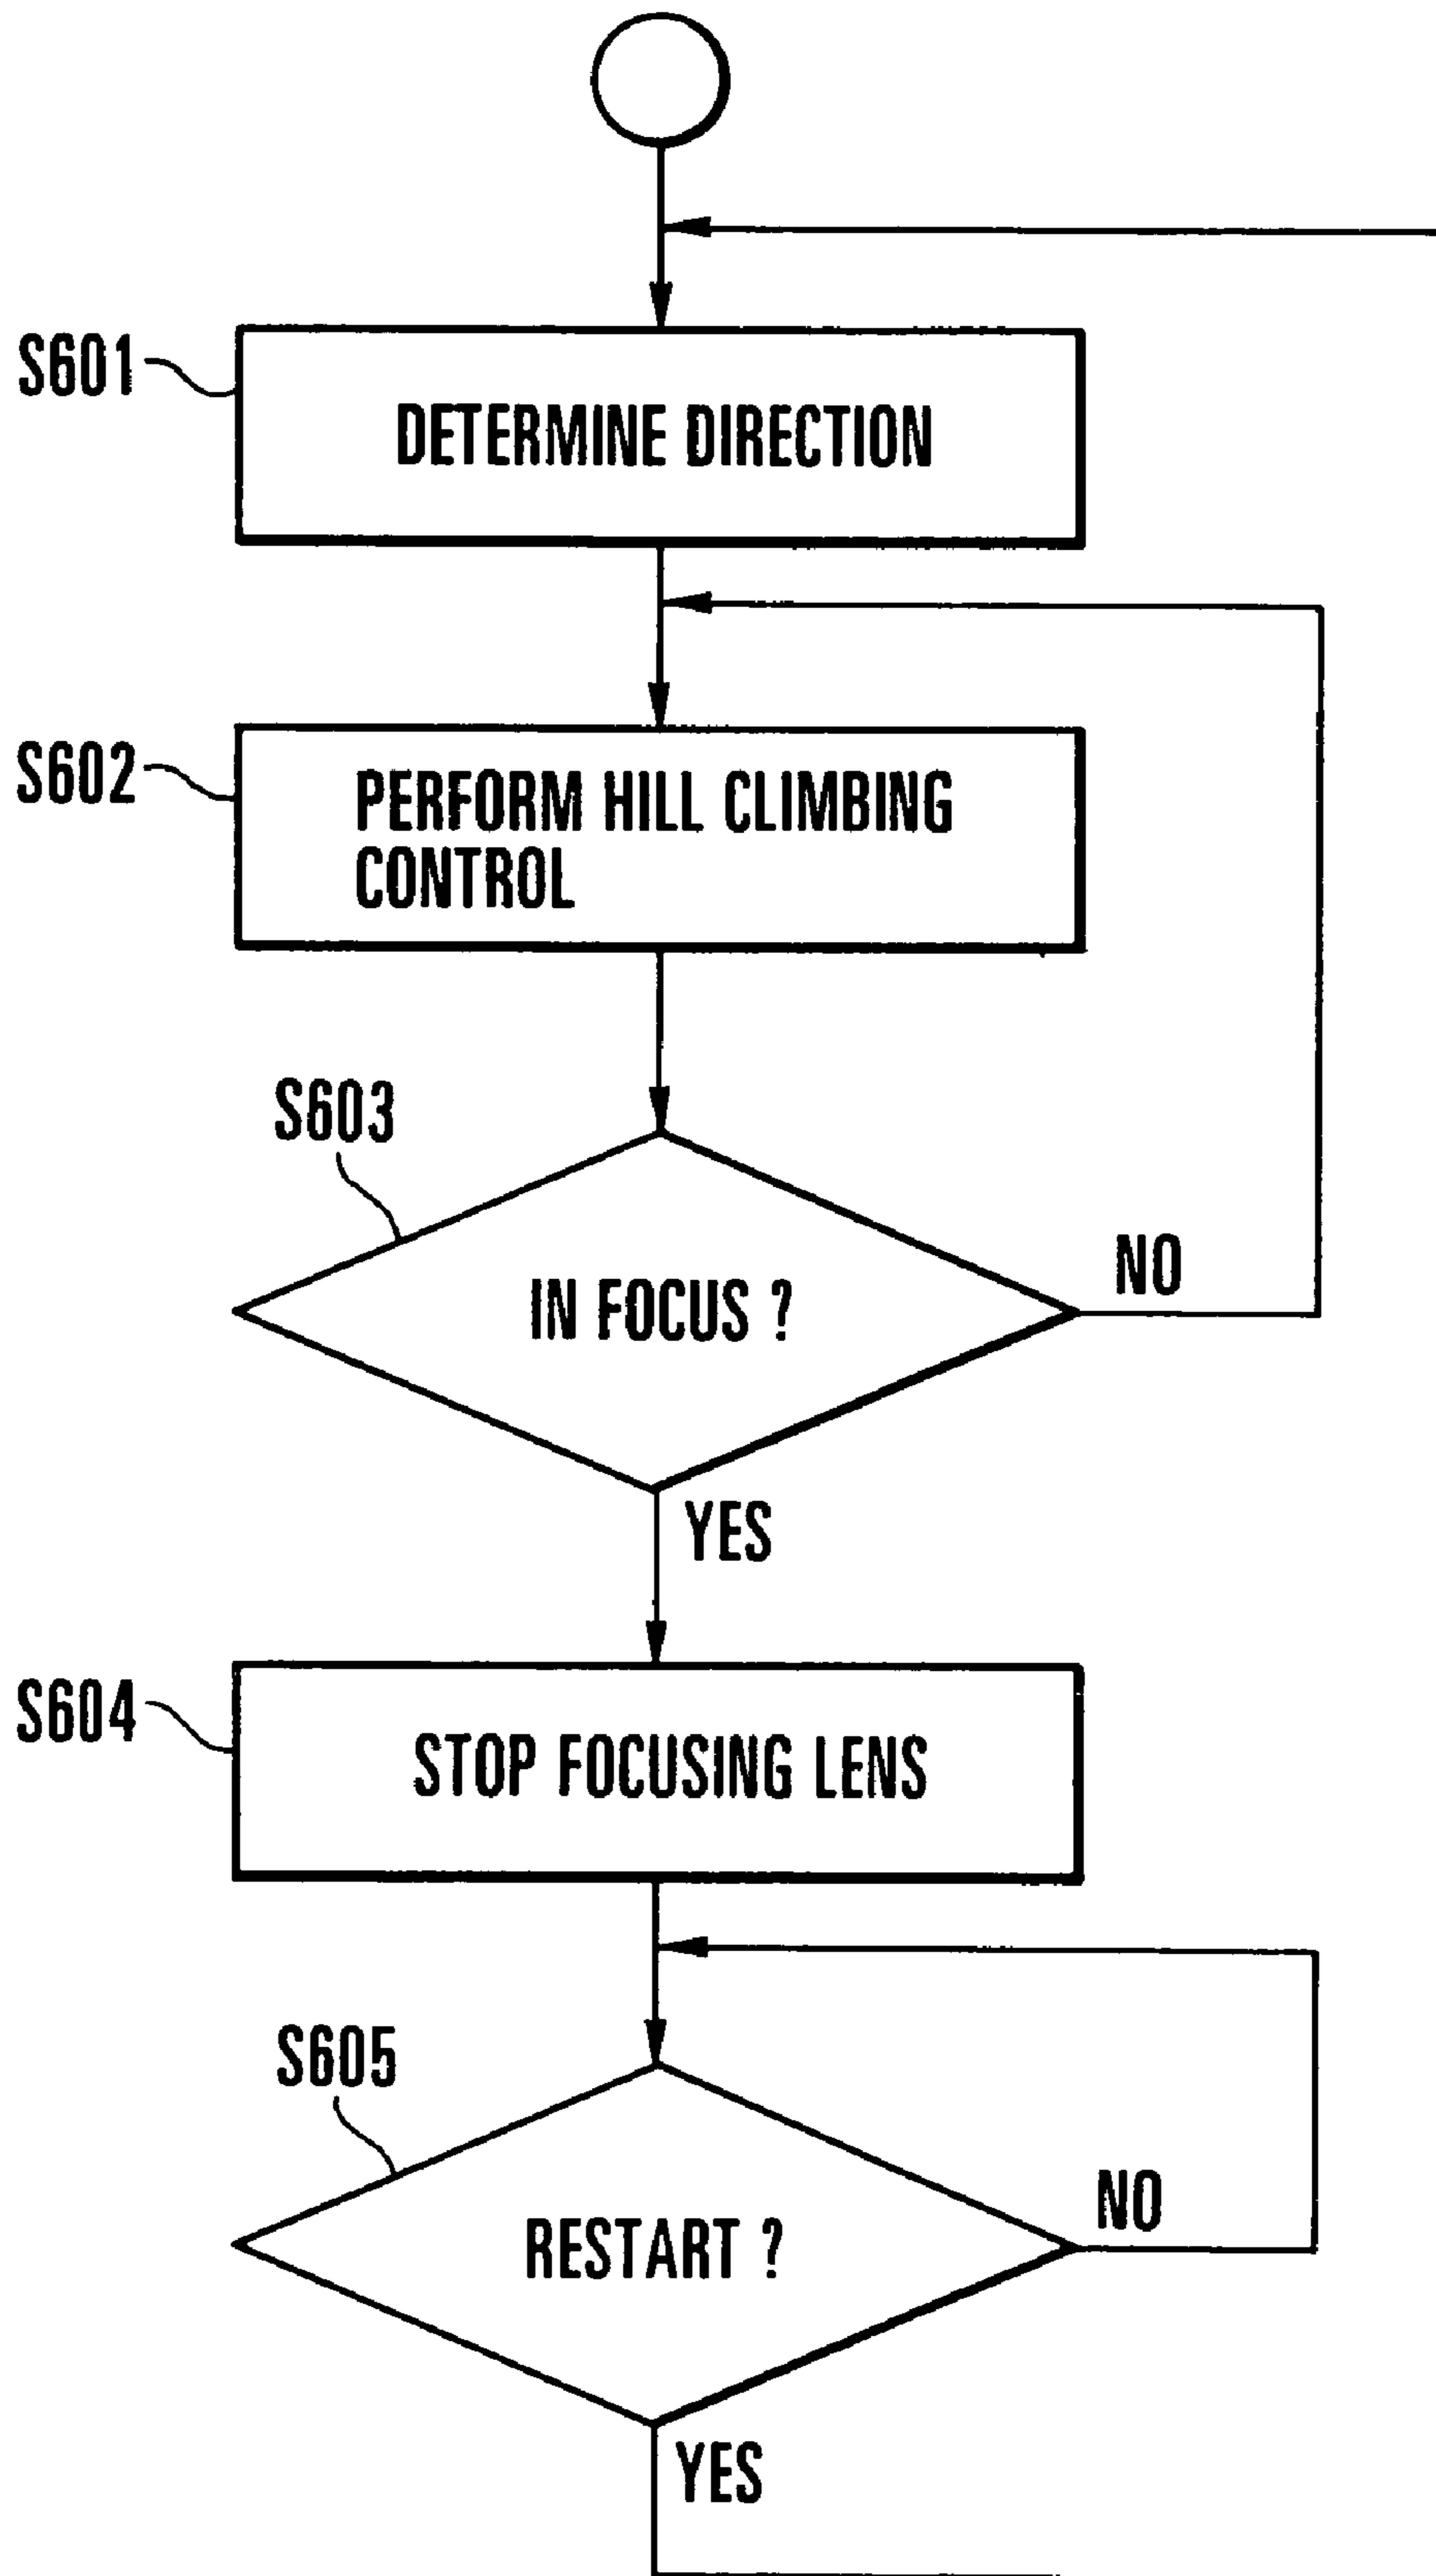 S601
DETERMINE DIRECTION
S602
PERFORM HILL CLIMBING
CONTROL
S603
IN FOCUS ?
NO
YES
S604
STOP FOCUSING LENS
S605
RESTART ?
NO
YES